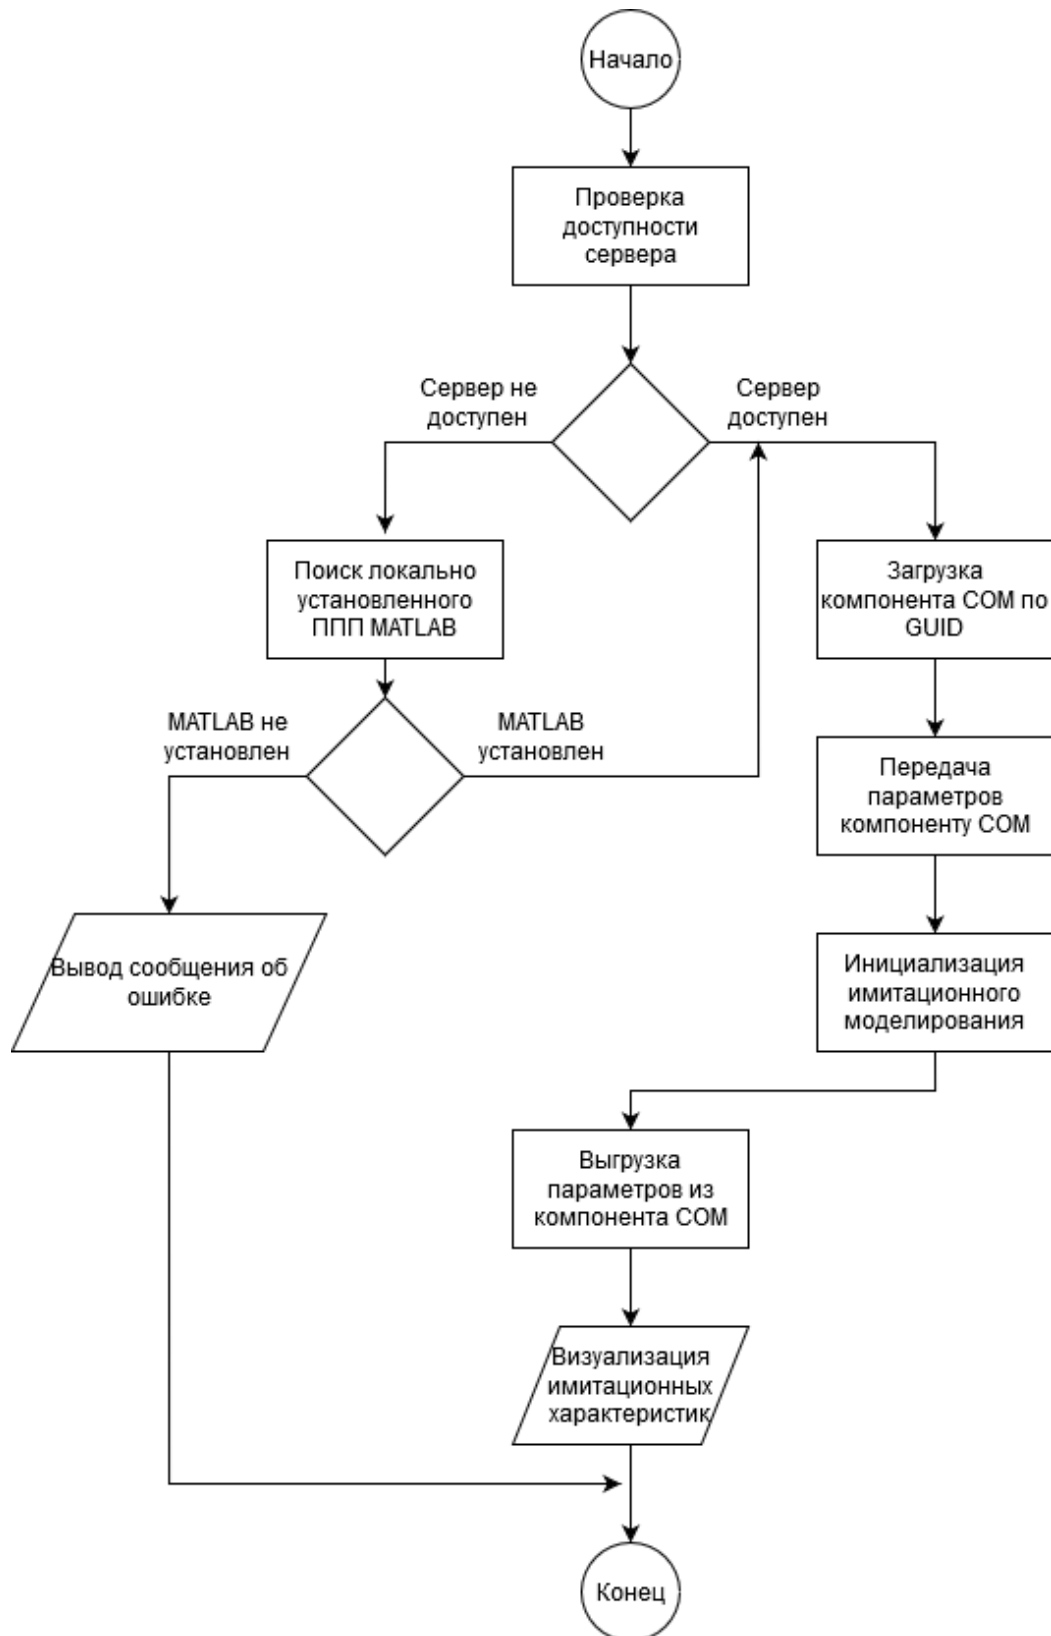 Начало
Проверка
доступности
сервера
Сервер не
доступен
Сервер
доступен
Поиск локально
установленного
ППП MATLAB
Загрузка
компонента COM по
GUID
MATLAB не
установлен
MATLAB
установлен
Передача
параметров
компоненту COM
Вывод сообщения об
ошибке
Инициализация
имитационного
моделирования
Выгрузка
параметров из
компонента COM
Визуализация
имитационных
характеристик
Конец